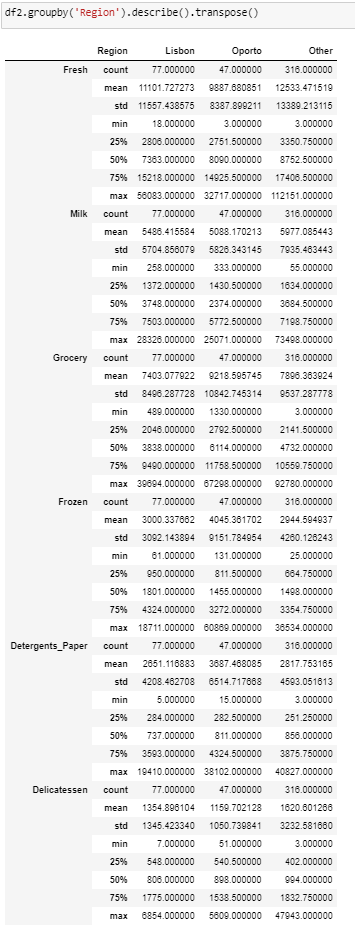 df2.groupby('Region').describe().transpose()
Region Lisbon Oporto Other
Fresh count 77.000000 47.000000 316.000000
mean 11101.727273 9887.680851 12533.471519
std 11557.438575 8387.899211 13389.213115
min 18.000000 3.000000 3.000000
25% 2806.000000 2751.500000 3350.750000
50% 7363.000000 8090.000000 8752.500000
75% 15218.000000 14925.500000 17406.500000
max 56083.000000 32717.000000 112151.000000
Milk count 77.000000 47.000000 316.000000
mean 5486.415584 5088.170213 5977.085443
std 5704.856079 5826.343145 7935.463443
min 258.000000 333.000000 55.000000
25% 1372.000000 1430.500000 1634.000000
50% 3748.000000 2374.000000 3684.500000
75% 7503.000000 5772.500000 7198.750000
max 28326.000000 25071.000000 73498.000000
Grocery count 77.000000 47.000000 316.000000
mean 7403.077922 9218.595745 7896.363924
std 8496.287728 10842.745314 9537.287778
min 489.000000 1330.000000 3.000000
25% 2046.000000 2792.500000 2141.500000
50% 3838.000000 6114.000000 4732.000000
75% 9490.000000 11758.500000 10559.750000
max 39694.000000 67298.000000 92780.000000
Frozen count 77.000000 47.000000 316.000000
mean 3000.337662 4045.361702 2944.594937
std 3092.143894 9151.784954 4260.126243
min 61.000000 131.000000 25.000000
25% 950.000000 811.500000 664.750000
50% 1801.000000 1455.000000 1498.000000
75% 4324.000000 3272.000000 3354.750000
max 18711.000000 60869.000000 36534.000000
Detergents_Paper count 77.000000 47.000000 316.000000
mean 2651.116883 3687.468085 2817.753165
std 4208.462708 6514.717668 4593.051613
min 5.000000 15.000000 3.000000
25% 284.000000 282.500000 251.250000
50% 737.000000 811.000000 856.000000
75% 3593.000000 4324.500000 3875.750000
max 19410.000000 38102.000000 40827.000000
Delicatessen count 77.000000 47.000000 316.000000
mean 1354.896104 1159.702128 1620.601266
std 1345.423340 1050.739841 3232.581660
min 7.000000 51.000000 3.000000
25% 548.000000 540.500000 402.000000
50% 806.000000 898.000000 994.000000
75% 1775.000000 1538.500000 1832.750000
max 6854.000000 5609.000000 47943.000000